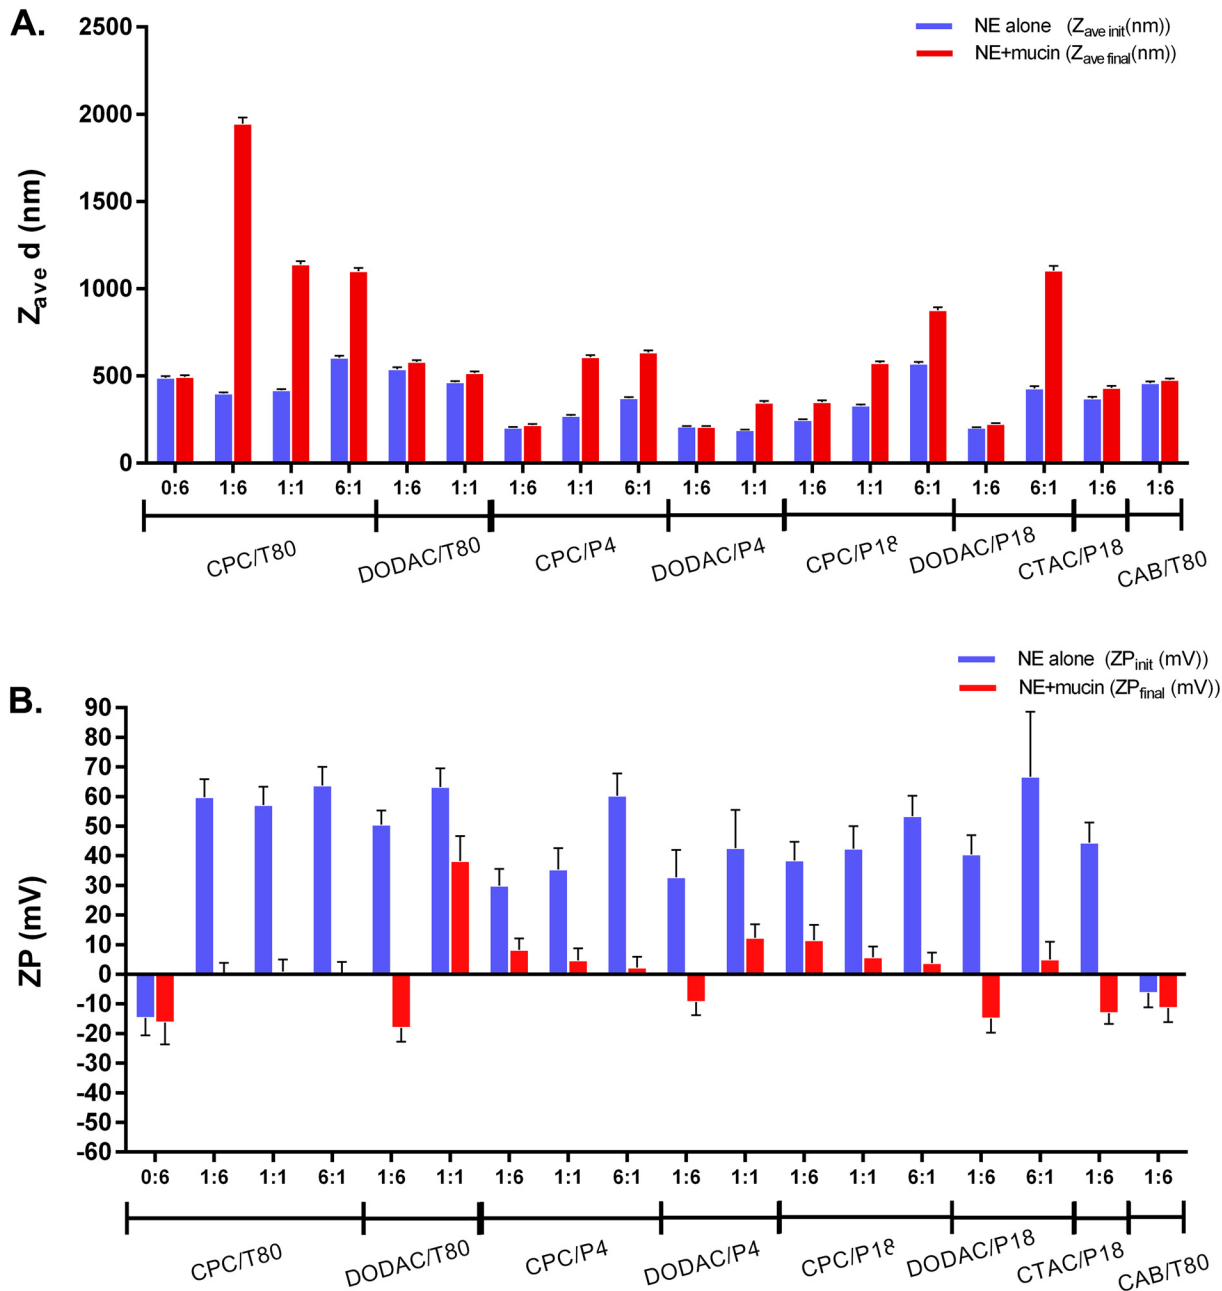 A.
NE alone (Zave init(nm))
NE+mucin (Zave final(nm))
Zave d (nm)
2500
2000
1500
1000
500
0
0:6 1:6 1:1 6:1 1:6 1:1 1:6 1:1 6:1 1:6 1:1 1:6 1:1 6:1 1:6 6:1 1:6 1:6
CPC/T80 DODAC/T80 CPC/P4 DODAC/P4 CPC/P18 DODAC/P18 CTAC/P18 CAB/T80
B.
NE alone (ZPinit (mV))
NE+mucin (ZPfinal (mV))
ZP (mV)
90
80
70
60
50
40
30
20
10
0
-10
-20
-30
-40
-50
-60
0:6 1:6 1:1 6:1 1:6 1:1 1:6 1:1 6:1 1:6 1:1 1:6 1:1 6:1 1:6 6:1 1:6 1:6
CPC/T80 DODAC/T80 CPC/P4 DODAC/P4 CPC/P18 DODAC/P18 CTAC/P18 CAB/T80